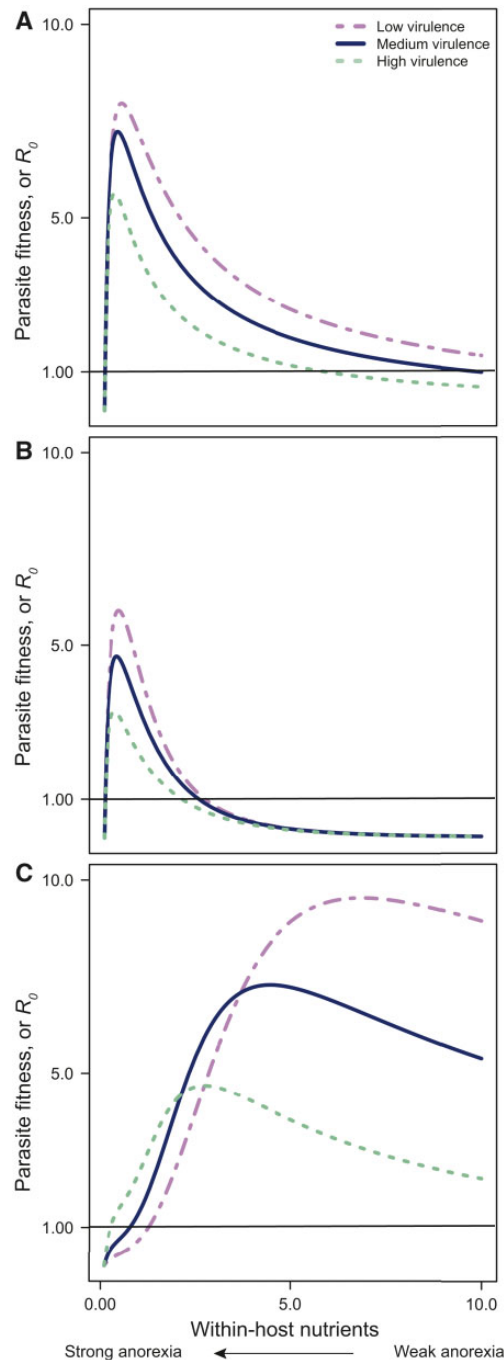 A
10.0
Low virulence
Medium virulence
High virulence
Parasite fitness, or R0
5.0
1.00
B
10.0
Parasite fitness, or R0
5.0
1.00
C
10.0
Parasite fitness, or R0
5.0
1.00
0.00 5.0 10.0
Within-host nutrients
Strong anorexia Weak anorexia